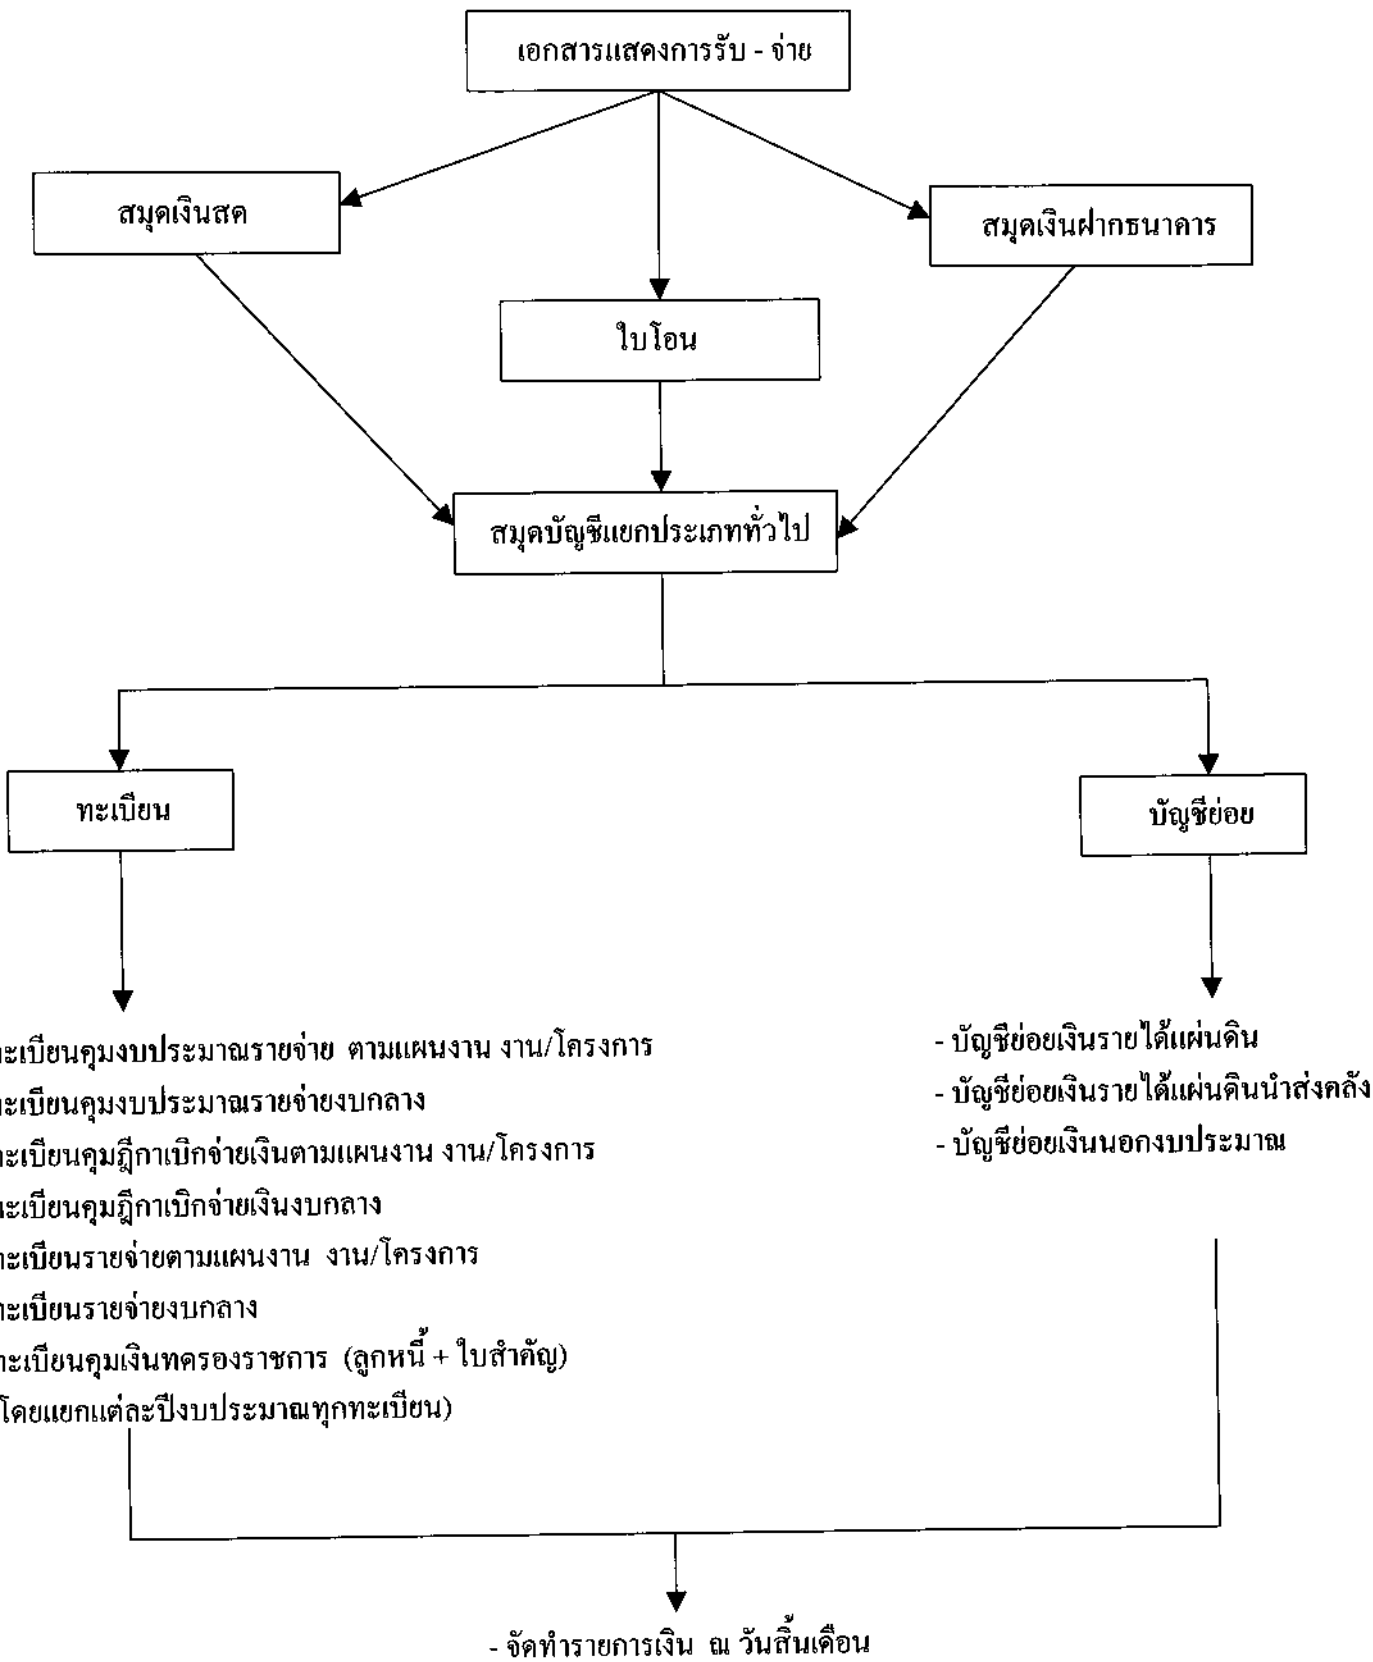 เอกสารแสดงการรับ - จ่าย
สมุดเงินสด
สมุดเงินฝากธนาคาร
ใบโอน
สมุดบัญชีแยกประเภททั่วไป
ทะเบียน
บัญชีย่อย
ทะเบียนคุมงบประมาณรายจ่าย ตามแผนงาน งาน/โครงการ
ทะเบียนคุมงบประมาณรายจ่ายงบกลาง
ทะเบียนคุมฎีกาเบิกจ่ายเงินตามแผนงาน งาน/โครงการ
ทะเบียนคุมฎีกาเบิกจ่ายเงินงบกลาง
ทะเบียนรายจ่ายตามแผนงาน งาน/โครงการ
ทะเบียนรายจ่ายงบกลาง
ทะเบียนคุมเงินทดรองราชการ (ลูกหนี้ + ใบสำคัญ)
โดยแยกแต่ละปีงบประมาณทุกทะเบียน)
- บัญชีย่อยเงินรายได้แผ่นดิน
- บัญชีย่อยเงินรายได้แผ่นดินนำส่งคลัง
- บัญชีย่อยเงินนอกงบประมาณ
- จัดทำรายการเงิน ณ วันสิ้นเดือน